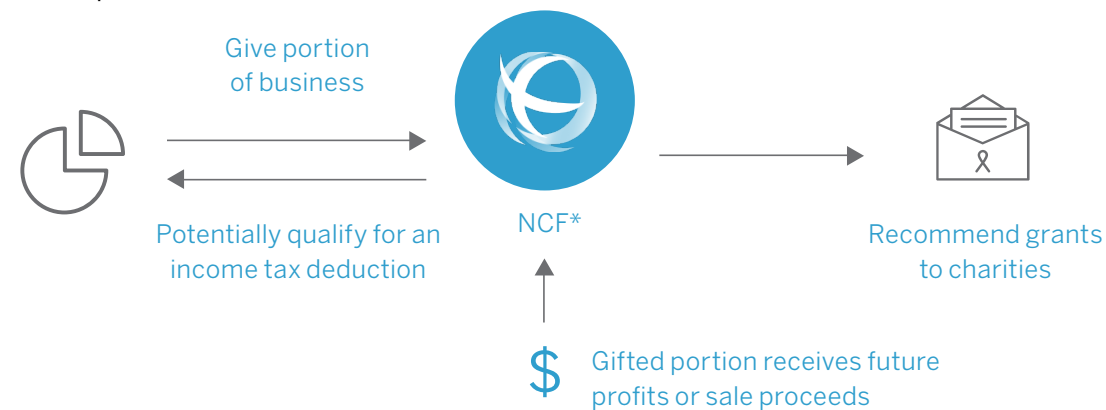 Give portion
of business
Potentially qualify for an
income tax deduction
NCF*
Recommend grants
to charities
$
Gifted portion receives future
profits or sale proceeds